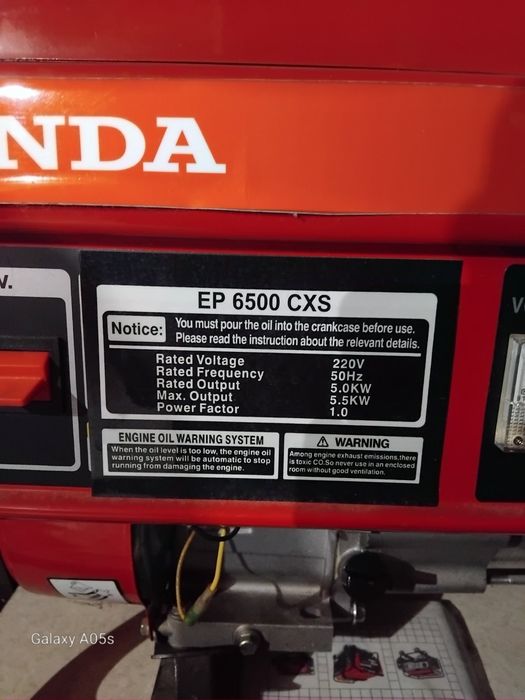 NDA
EP 6500 CXS
Notice: You must pour the oil into the crankcase before use.
Please read the instruction about the relevant details.
Rated Voltage 220V
Rated Frequency 50Hz
Rated Output 5.0KW
Max. Output 5.5KW
Power Factor 1.0
ENGINE OIL WARNING SYSTEM
When the oil level is too low, the engine oil
warning system will be automatic to stop
running from damaging the engine.
⚠ WARNING
Among engine exhaust emissions,there
is toxic CO.So never use in an enclosed
room without good ventilation.
V.
V
Galaxy A05s